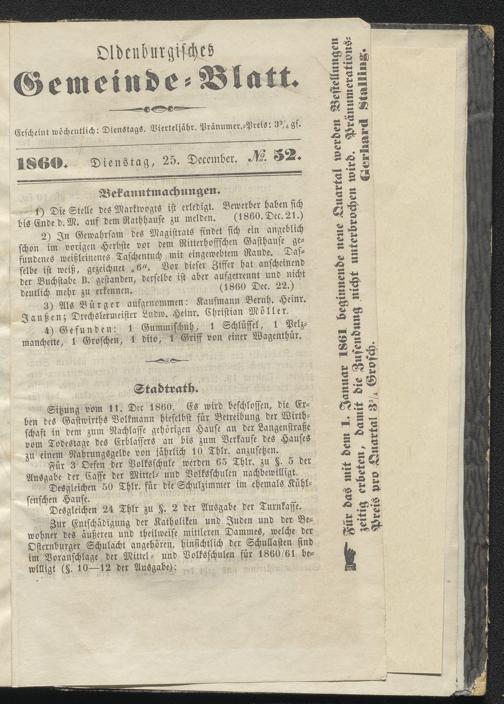 Oldenburgisches
Gemeinde-Blatt.
Erscheint wöchentlich: Dienstags. Vierteljähr. Pränumer.-Preis: 3¾ gs.
1860. Dienstag, 25. December. № 52.
Bekanntmachungen.
1) Die Stelle des Markvogts ist erledigt. Bewerber haben sich
bis Ende d. M. auf dem Rathhause zu melden. (1860. Dec. 21.)
2) In Gewahrsam des Magistrats findet sich ein angeblich
schon im vorigen Herbste vor dem Ritterhoffschen Gasthause ge-
fundenes weißleinenes Taschentuch mit eingewebtem Rande. Das-
selbe ist weiß, gezeichnet „6“. Vor dieser Ziffer hat anscheinend
der Buchstabe B. gestanden, derselbe ist aber aufgetrennt und nicht
deutlich mehr zu erkennen. (1860 Dec. 22.)
3) Als Bürger aufgenommen: Kaufmann Bernh. Heinr.
Janßen; Drechslermeister Ludw. Heinr. Christian Möller.
4) Gefunden: 1 Gummischuh, 1 Schlüssel, 1 Pelz-
manchette, 1 Groschen, 1 dito, 1 Griff von einer Wagenthür.
Stadtrath.
Sitzung vom 11. Dec 1860. Es wird beschlossen, die Er-
ben des Gastwirths Volkmann hieselbst für Betreibung der Wirth-
schaft in dem zum Nachlasse gehörigen Hause an der Langenstraße
vom Todestage des Erblassers an bis zum Verkaufe des Hauses
zu einem Nahrungsgelde von jährlich 10 Thlr. anzusetzen.
Für 3 Oefen der Volksschule werden 65 Thlr. zu §. 5 der
Ausgabe der Casse der Mittel- und Volksschulen nachbewilligt.
Desgleichen 50 Thlr. für die Schulzimmer im ehemals Kühl-
senschen Hause.
Desgleichen 24 Thlr zu §. 2 der Ausgabe der Turnkasse.
Zur Entschädigung der Katholiken und Juden und der Be-
wohner des äußeren und theilweise mittleren Dammes, welche der
Osternburger Schulacht angehören, hinsichtlich der Schullasten sind
im Voranschlage der Mittel- und Volksschulen für 1860/61 be-
willigt (§. 10—12 der Ausgabe):
☛ Für das mit dem 1. Januar 1861 beginnende neue Quartal werden Bestellungen
zeitig erbeten, damit die Zusendung nicht unterbrochen wird. Pränumerations-
Preis pro Quartal 3¾ Grosch. Gerhard Stalling.